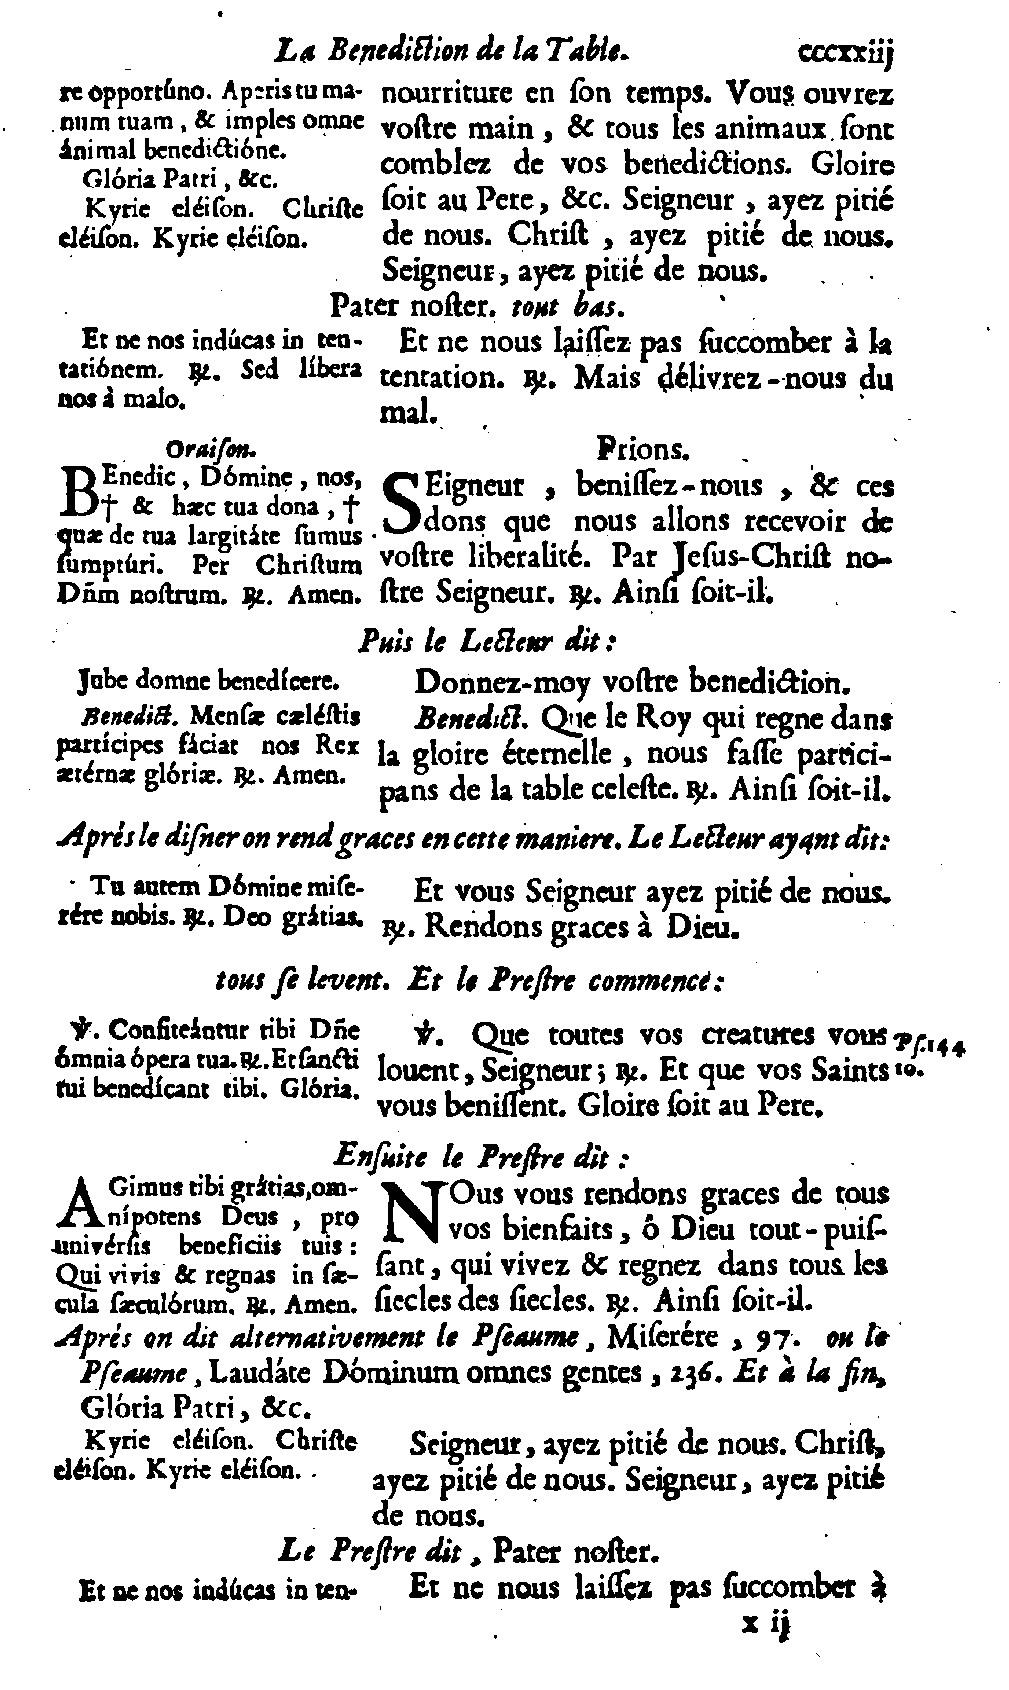 La Benediction de la Table. cccxxiij
re opportúno. Aperis tu ma-
num tuam, & imples omne
ánimal benedictióne.
Glória Patri, &c.
Kyrie eléiſon. Chriſte
eléiſon. Kyrie eléiſon.
nourriture en ſon temps. Vous ouvrez
voſtre main, & tous les animaux ſont
comblez de vos benedictions. Gloire
ſoit au Pere, &c. Seigneur, ayez pitié
de nous. Chriſt, ayez pitié de nous.
Seigneur, ayez pitié de nous.
Pater noſter. tout bas.
Et ne nos indúcas in ten-
tatiónem. ℟. Sed líbera
nos à malo.
Et ne nous laiſſez pas ſuccomber à la
tentation. ℟. Mais délivrez-nous du
mal.
Oraiſon.
BEnedic, Dómine, nos,
† & hæc tua dona, †
quæ de tua largitáte ſumus
ſumptúri. Per Chriſtum
Dñm noſtrum. ℟. Amen.
Prions.
SEigneur, beniſſez-nous, & ces
dons que nous allons recevoir de
voſtre liberalité. Par Jeſus-Chriſt no-
ſtre Seigneur. ℟. Ainſi ſoit-il.
Puis le Lecteur dit:
Jube domne benedícere.
Benedict. Menſæ cæléſtis
partícipes fáciat nos Rex
ætérnæ glóriæ. ℟. Amen.
Donnez-moy voſtre benediction.
Benedict. Que le Roy qui regne dans
la gloire éternelle, nous faſſe partici-
pans de la table celeſte. ℟. Ainſi ſoit-il.
Aprés le diſner on rend graces en cette maniere. Le Lecteur ayant dit:
Tu autem Dómine miſe-
rére nobis. ℟. Deo grátias.
Et vous Seigneur ayez pitié de nous.
℟. Rendons graces à Dieu.
tous ſe levent. Et le Preſtre commence:
℣. Confiteántur tibi Dñe
ómnia ópera tua. ℟. Et ſancti
tui benedícant tibi. Glória.
℣. Que toutes vos creatures vous
louent, Seigneur; ℟. Et que vos Saints
vous beniſſent. Gloire ſoit au Pere.
Pſ. 144
10.
Enſuite le Preſtre dit:
AGimus tibi grátias, om-
nípotens Deus, pro
univérſis beneficiis tuis:
Qui vivis & regnas in ſæ-
cula ſæculórum. ℟. Amen.
NOus vous rendons graces de tous
vos bienfaits, ô Dieu tout-puiſ-
ſant, qui vivez & regnez dans tous les
ſiecles des ſiecles. ℟. Ainſi ſoit-il.
Aprés on dit alternativement le Pſeaume, Miſerére, 97. ou le
Pſeaume, Laudáte Dóminum omnes gentes, 236. Et à la fin,
Glória Patri, &c.
Kyrie eléiſon. Chriſte
eléiſon. Kyrie eléiſon.
Seigneur, ayez pitié de nous. Chriſt,
ayez pitié de nous. Seigneur, ayez pitié
de nous.
Le Preſtre dit, Pater noſter.
Et ne nos indúcas in ten-
Et ne nous laiſſez pas ſuccomber à
x ij